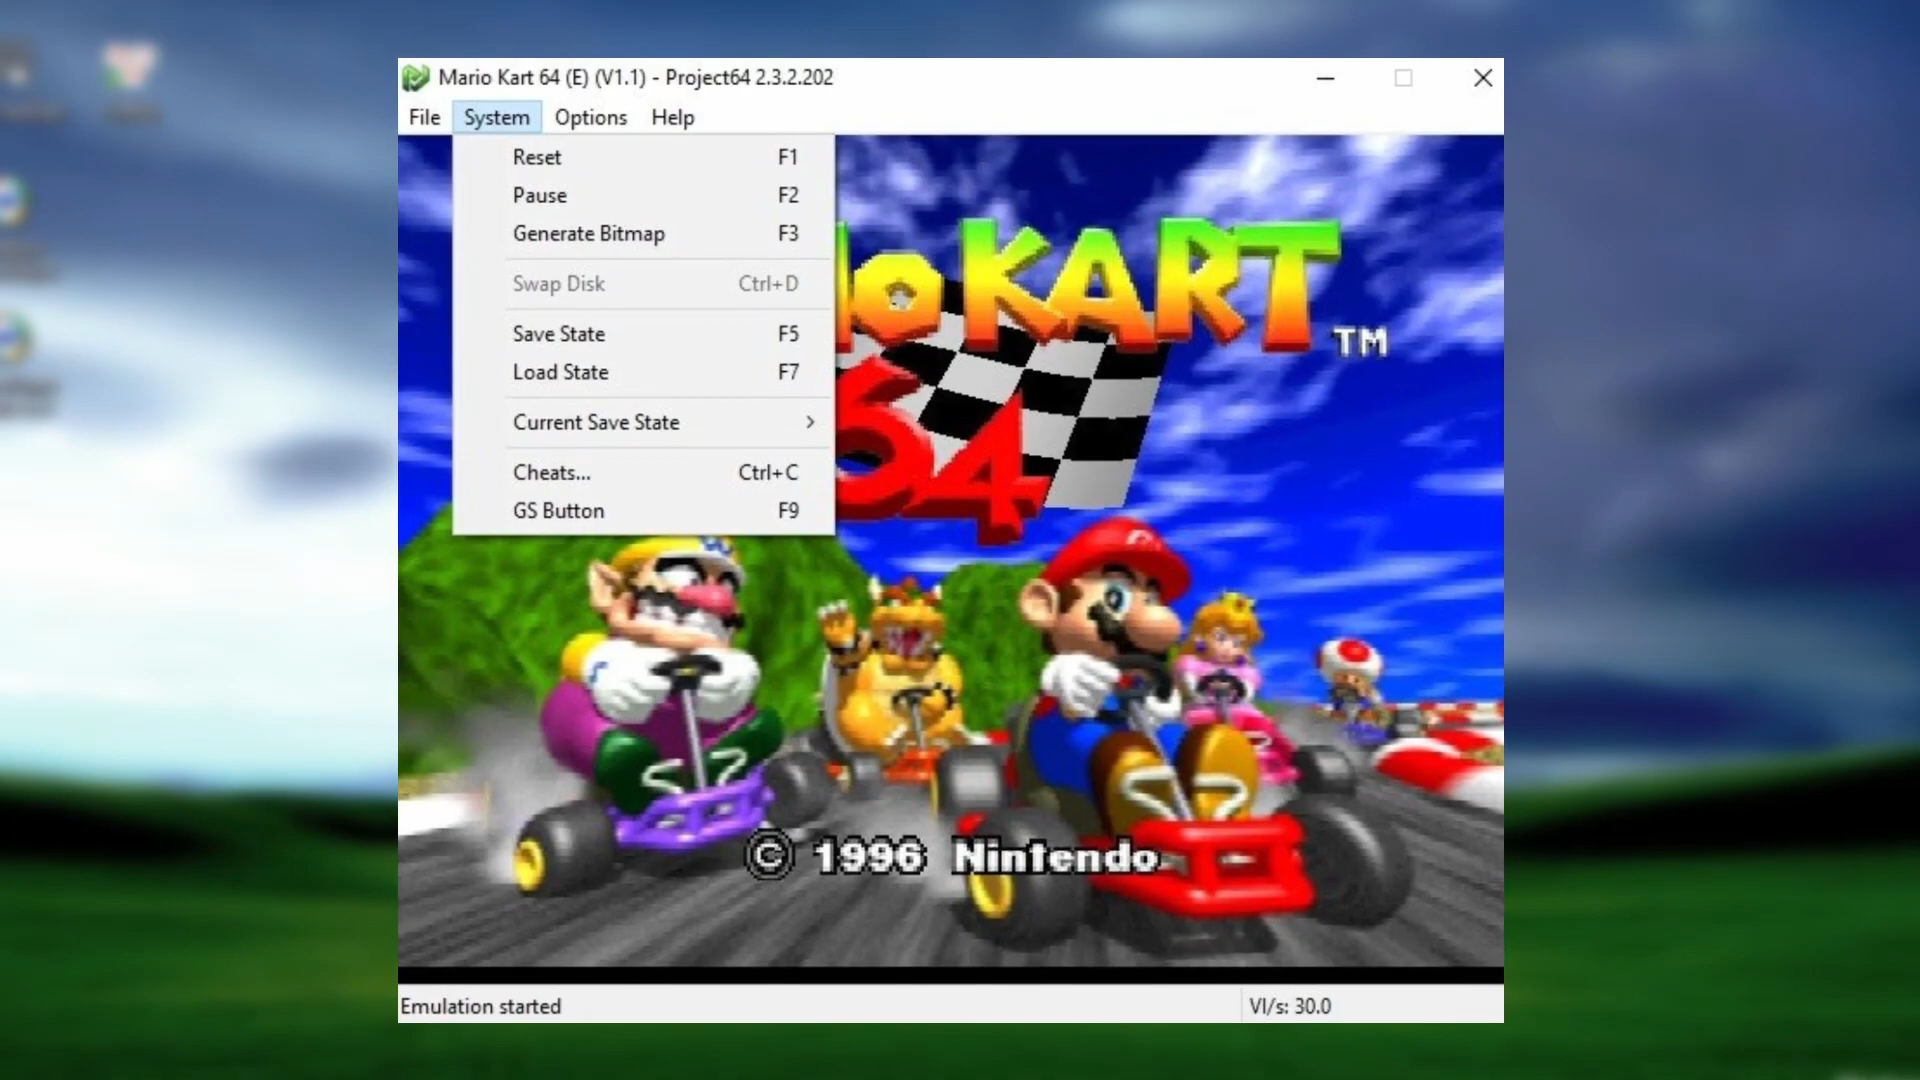 Mario Kart 64 (E) (V1.1) - Project64 2.3.2.202
File System Options Help
Reset F1
Pause F2
Generate Bitmap F3
Swap Disk Ctrl+D
Save State F5
Load State F7
Current Save State >
Cheats... Ctrl+C
GS Button F9
KART TM
64
© 1996 Nintendo
Emulation started VI/s: 30.0